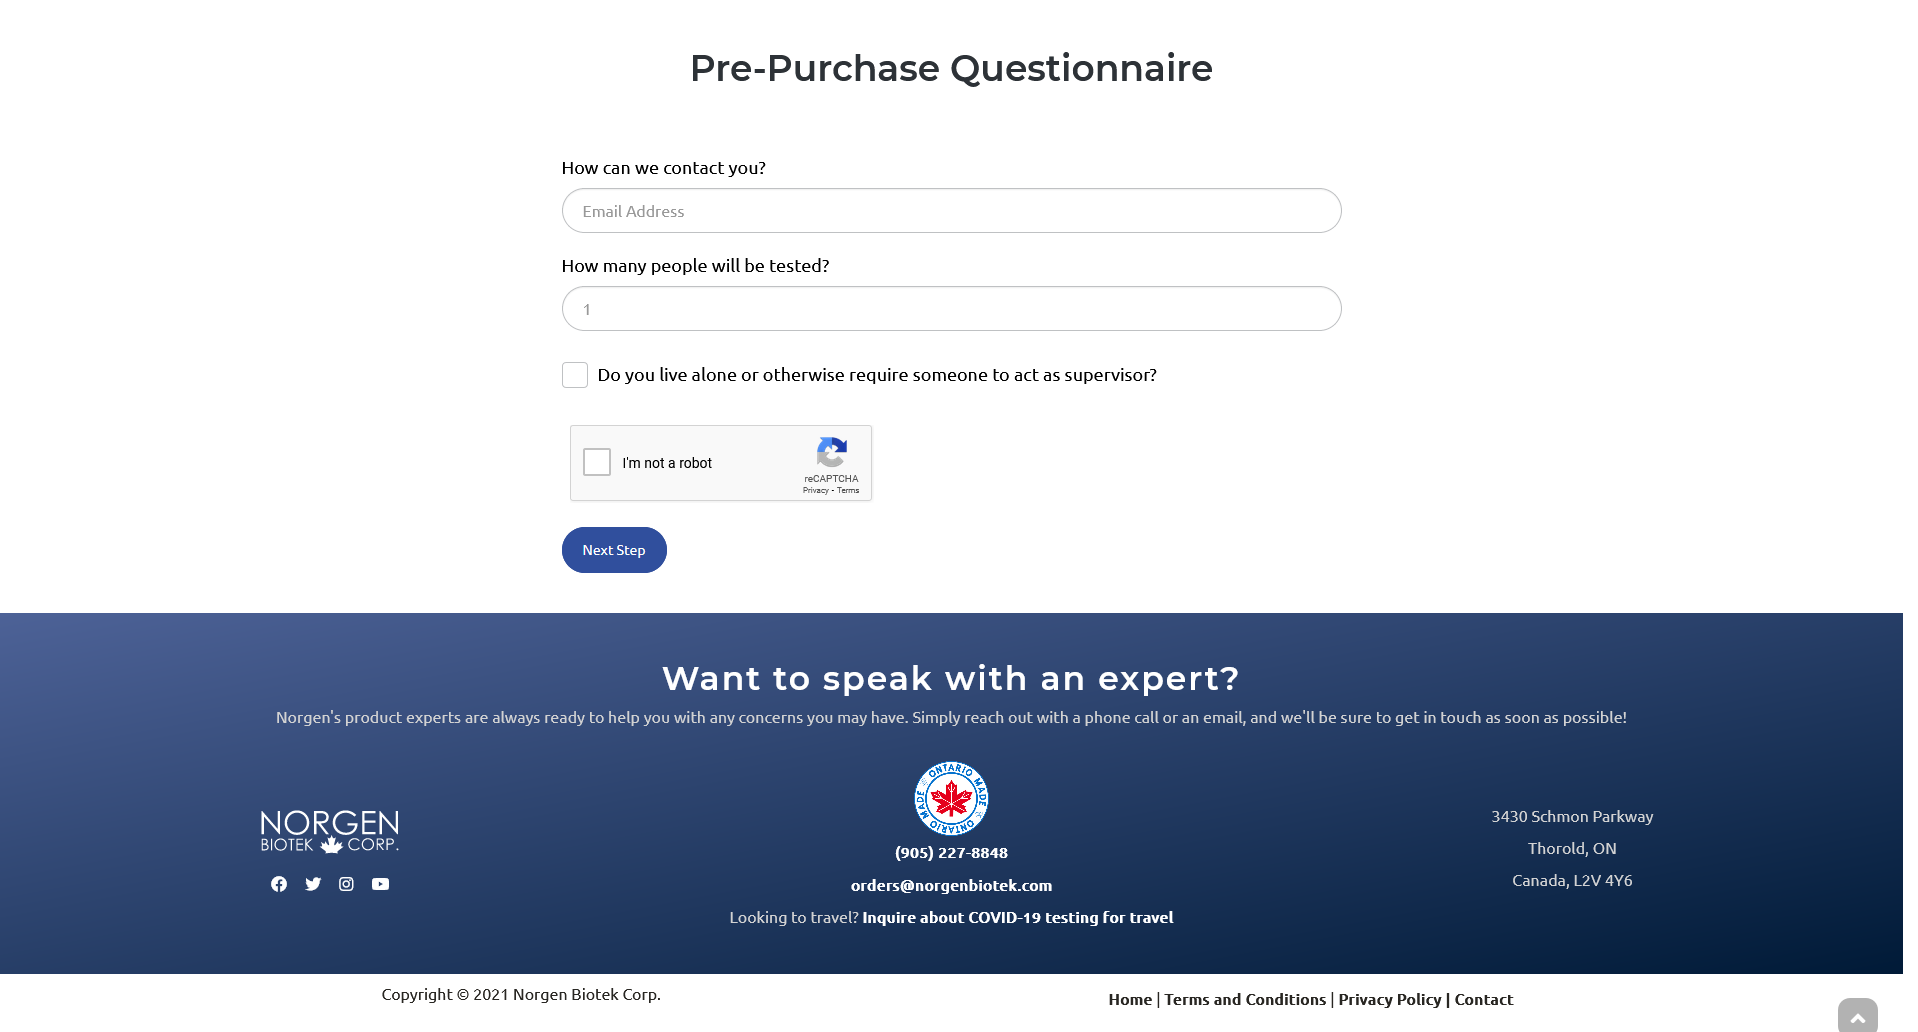 Pre-Purchase Questionnaire
How can we contact you?
Email Address
How many people will be tested?
1
Do you live alone or otherwise require someone to act as supervisor?
I'm not a robot
reCAPTCHA
Privacy - Terms
Next Step
Want to speak with an expert?
Norgen's product experts are always ready to help you with any concerns you may have. Simply reach out with a phone call or an email, and we'll be sure to get in touch as soon as possible!
NORGEN
BIOTEK CORP.
ONTARIO MADE ONTARIO MADE
(905) 227-8848
orders@norgenbiotek.com
Looking to travel? Inquire about COVID-19 testing for travel
3430 Schmon Parkway
Thorold, ON
Canada, L2V 4Y6
Copyright © 2021 Norgen Biotek Corp.
Home | Terms and Conditions | Privacy Policy | Contact